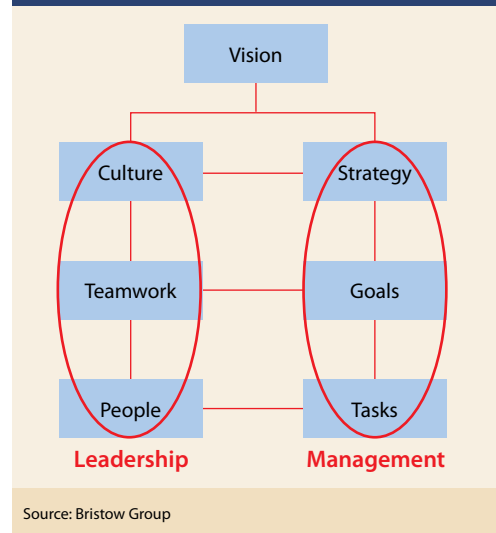 Vision
Culture
Strategy
Teamwork
Goals
People
Tasks
Leadership
Management
Source: Bristow Group